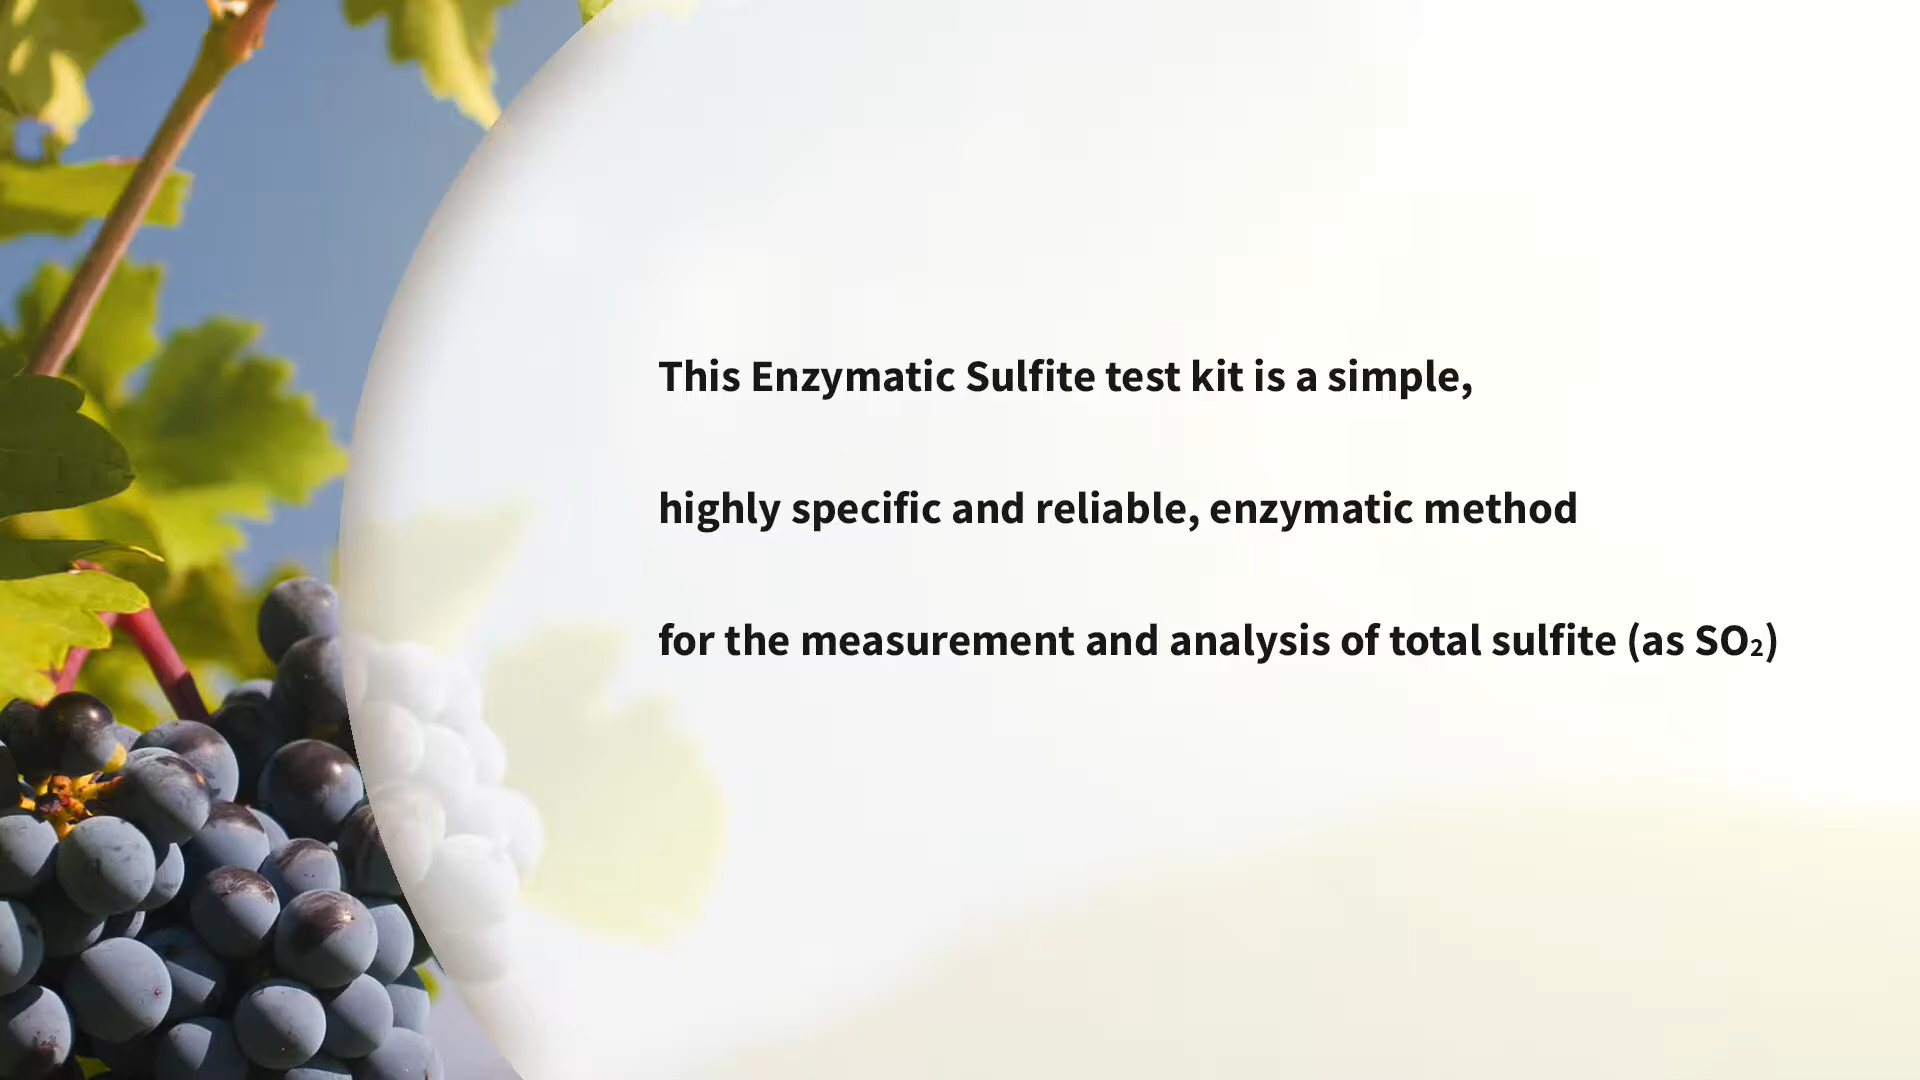 This Enzymatic Sulfite test kit is a simple,
highly specific and reliable, enzymatic method
for the measurement and analysis of total sulfite (as SO₂)